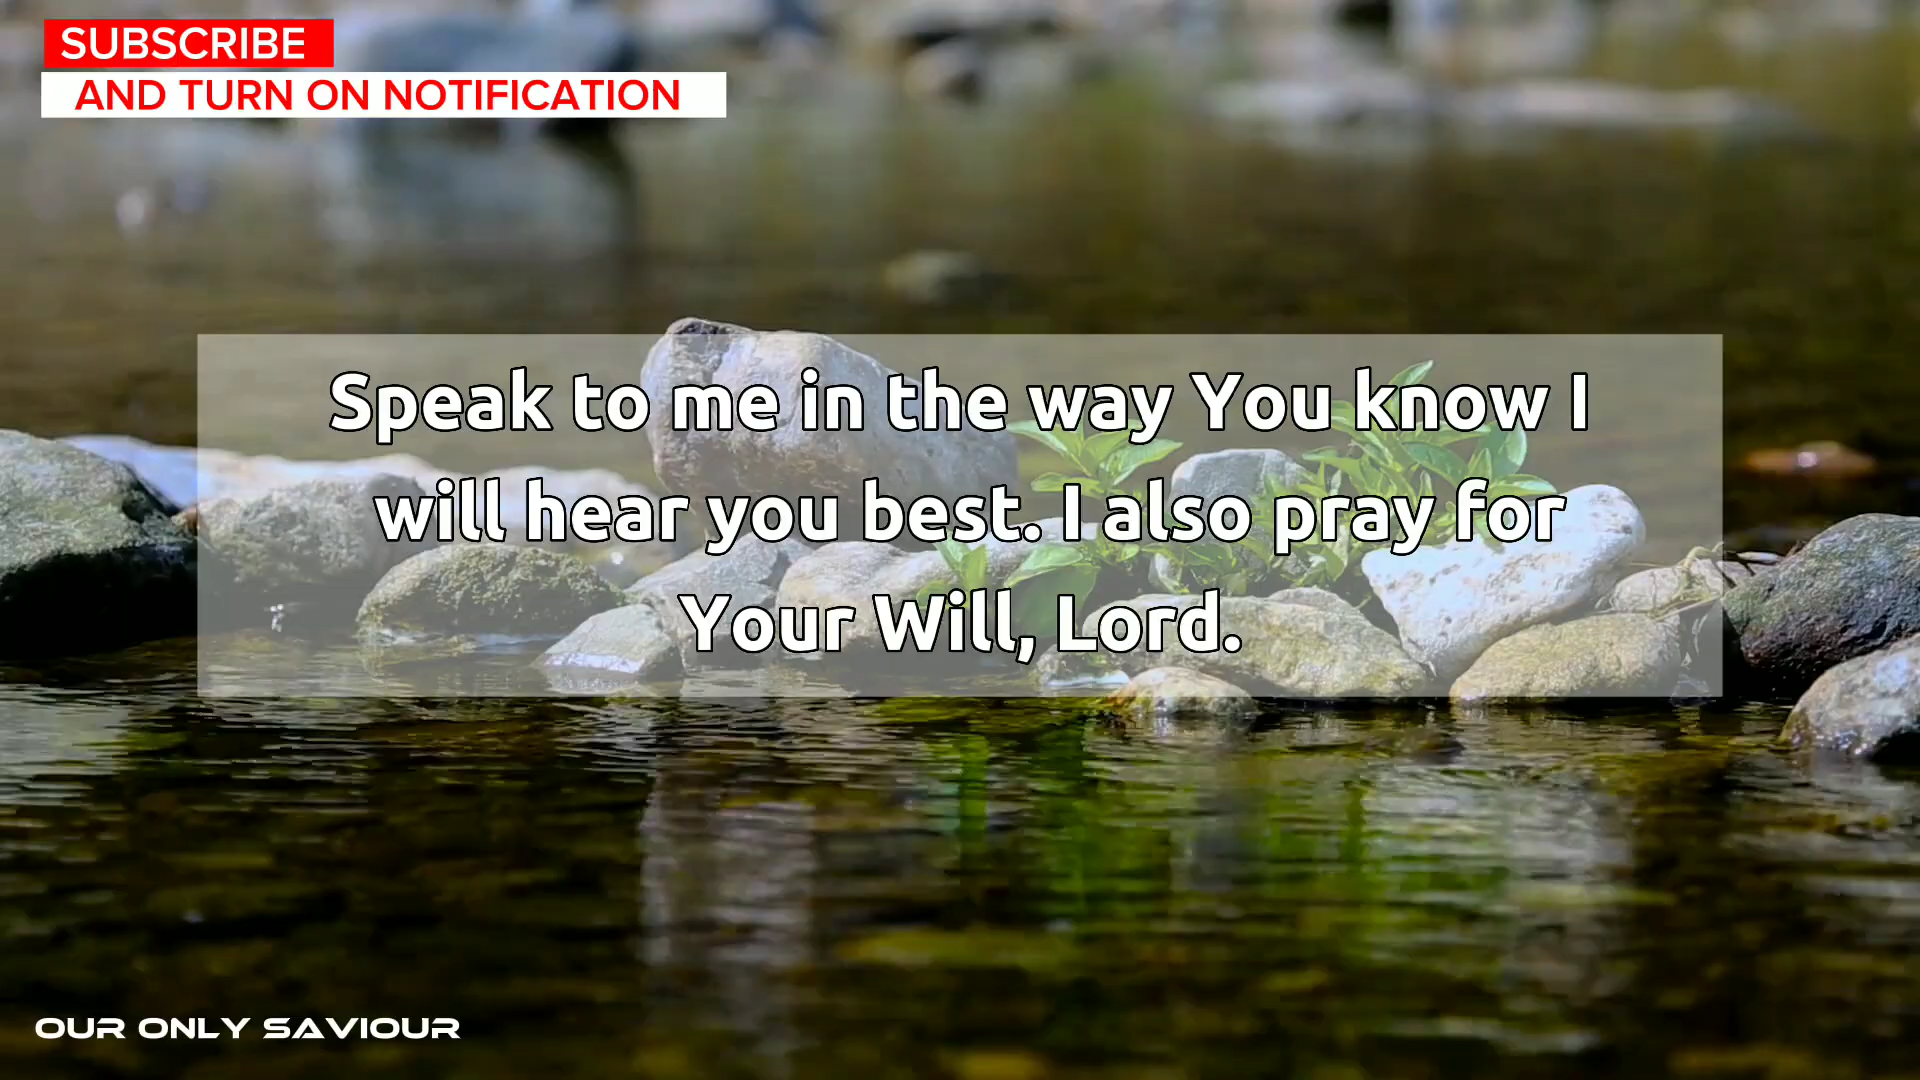 SUBSCRIBE
AND TURN ON NOTIFICATION
Speak to me in the way You know I
will hear you best. I also pray for
Your Will, Lord.
OUR ONLY SAVIOUR